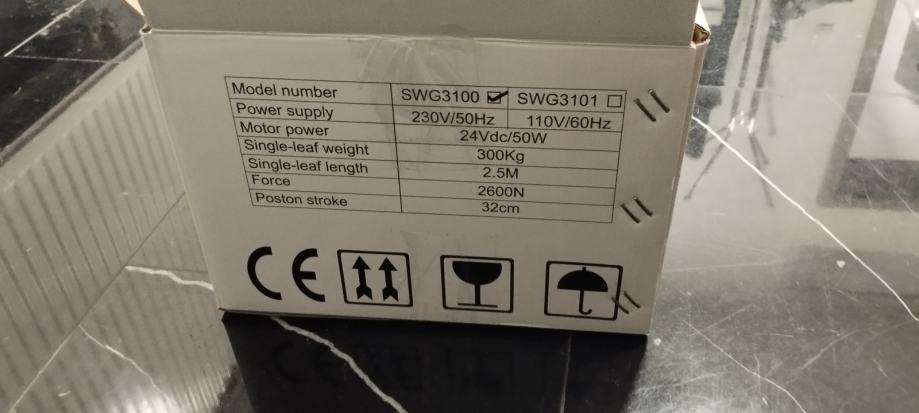 Model number SWG3100 ☑ SWG3101 ☐
Power supply 230V/50Hz 110V/60Hz
Motor power 24Vdc/50W
Single-leaf weight 300Kg
Single-leaf length 2.5M
Force 2600N
Poston stroke 32cm
CE